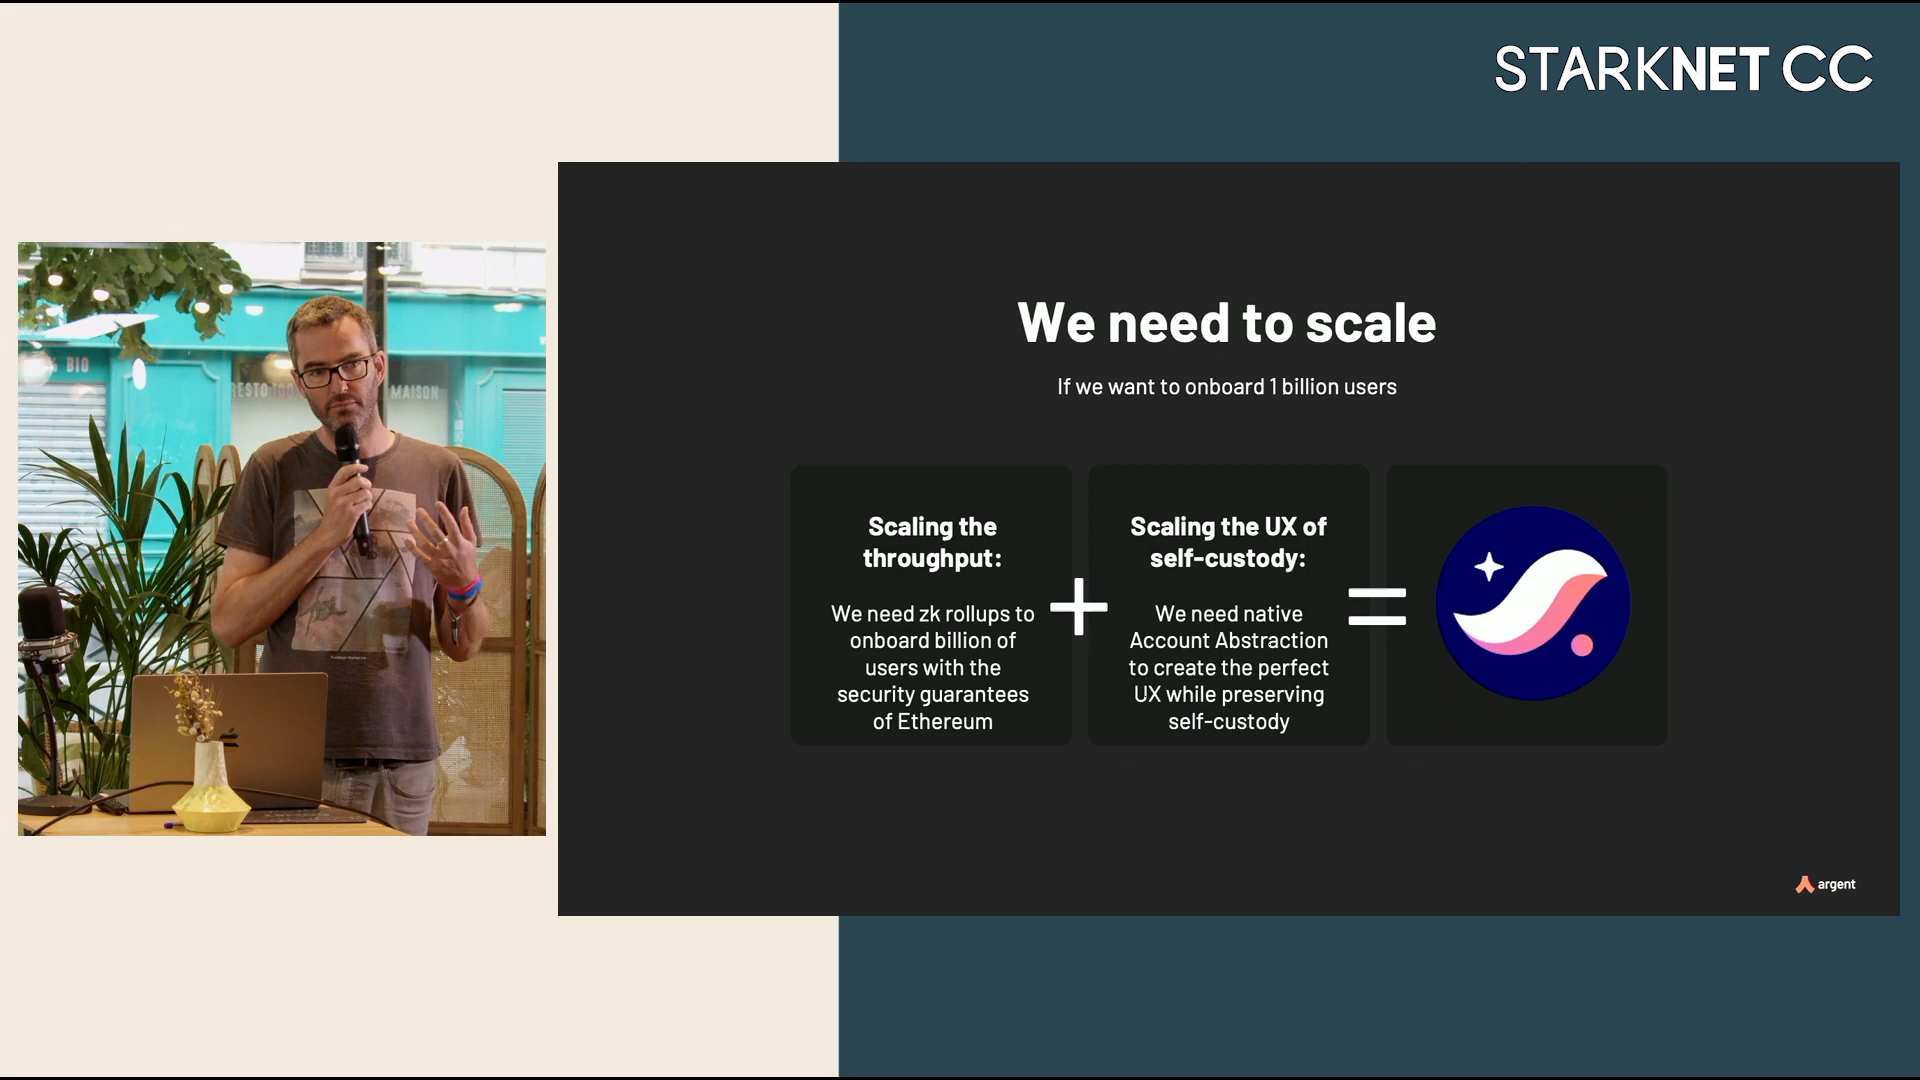 STARKNET CC
BIO
RESTO
MAISON
We need to scale
If we want to onboard 1 billion users
Scaling the
throughput:
We need zk rollups to
onboard billion of
users with the
security guarantees
of Ethereum
+
Scaling the UX of
self-custody:
We need native
Account Abstraction
to create the perfect
UX while preserving
self-custody
=
argent